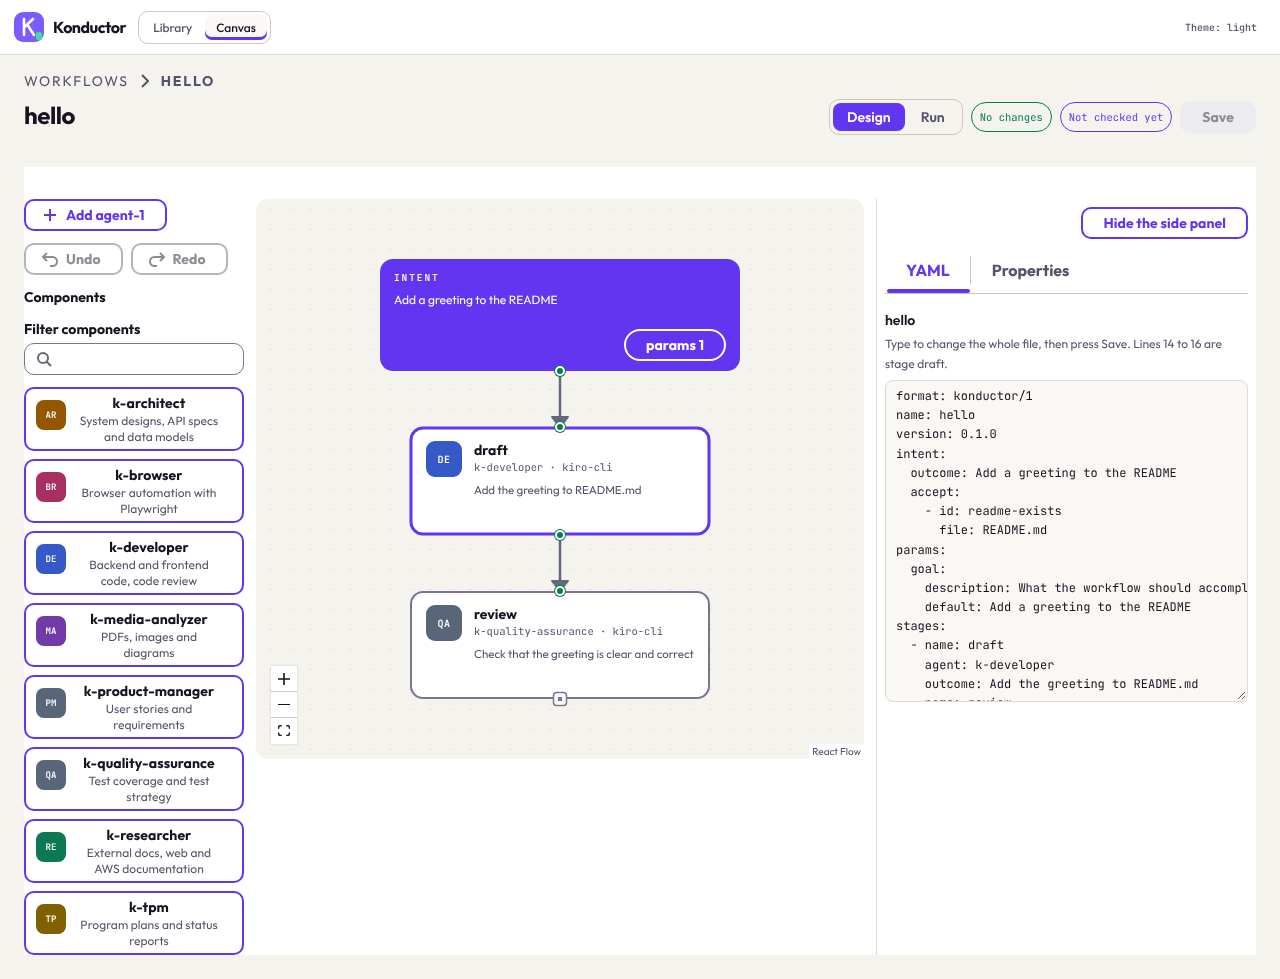 Konductor
Library
Canvas
Theme: light
WORKFLOWS > HELLO
hello
Design
Run
No changes
Not checked yet
Save
Add agent-1
Undo
Redo
Components
Filter components
AR
k-architect
System designs, API specs
and data models
BR
k-browser
Browser automation with
Playwright
DE
k-developer
Backend and frontend
code, code review
MA
k-media-analyzer
PDFs, images and
diagrams
PM
k-product-manager
User stories and
requirements
QA
k-quality-assurance
Test coverage and test
strategy
RE
k-researcher
External docs, web and
AWS documentation
TP
k-tpm
Program plans and status
reports
INTENT
Add a greeting to the README
params 1
DE
draft
k-developer · kiro-cli
Add the greeting to README.md
QA
review
k-quality-assurance · kiro-cli
Check that the greeting is clear and correct
React Flow
Hide the side panel
YAML
Properties
hello
Type to change the whole file, then press Save. Lines 14 to 16 are
stage draft.
format: konductor/1
name: hello
version: 0.1.0
intent:
  outcome: Add a greeting to the README
  accept:
    - id: readme-exists
      file: README.md
params:
  goal:
    description: What the workflow should accompl
    default: Add a greeting to the README
stages:
  - name: draft
    agent: k-developer
    outcome: Add the greeting to README.md
  - name: review